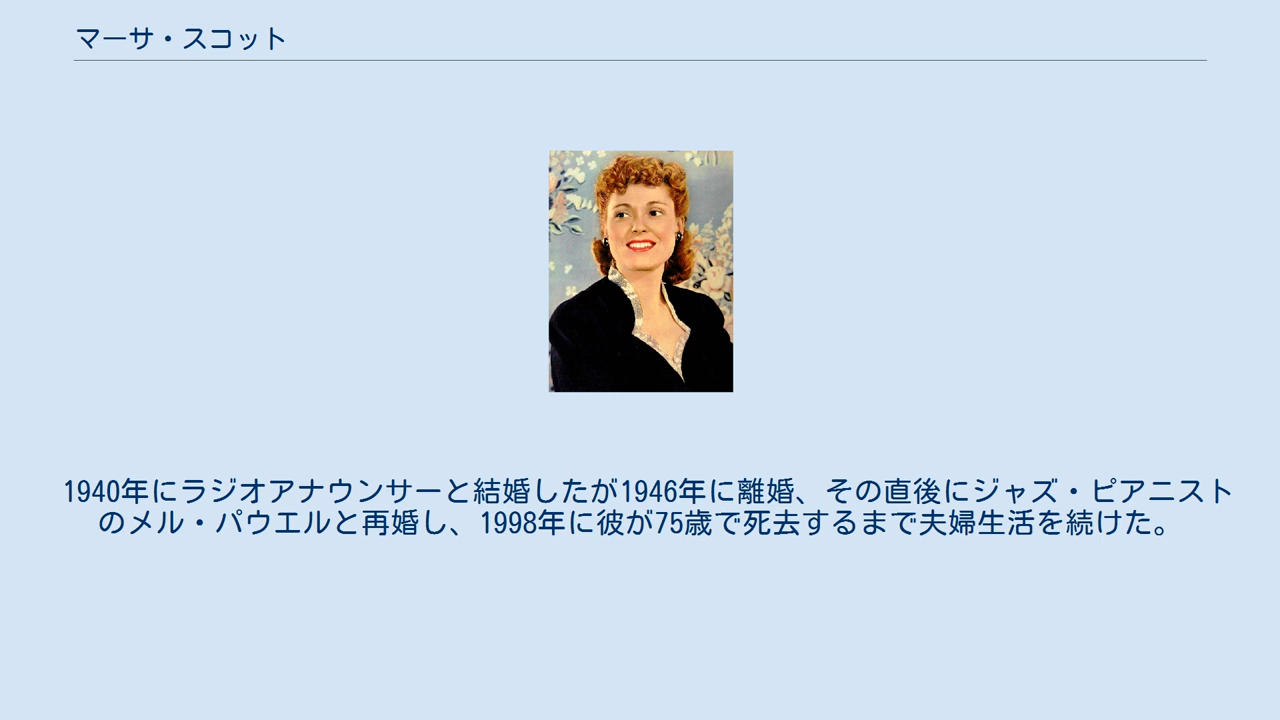 マーサ・スコット
1940年にラジオアナウンサーと結婚したが1946年に離婚、その直後にジャズ・ピアニスト
のメル・パウエルと再婚し、1998年に彼が75歳で死去するまで夫婦生活を続けた。